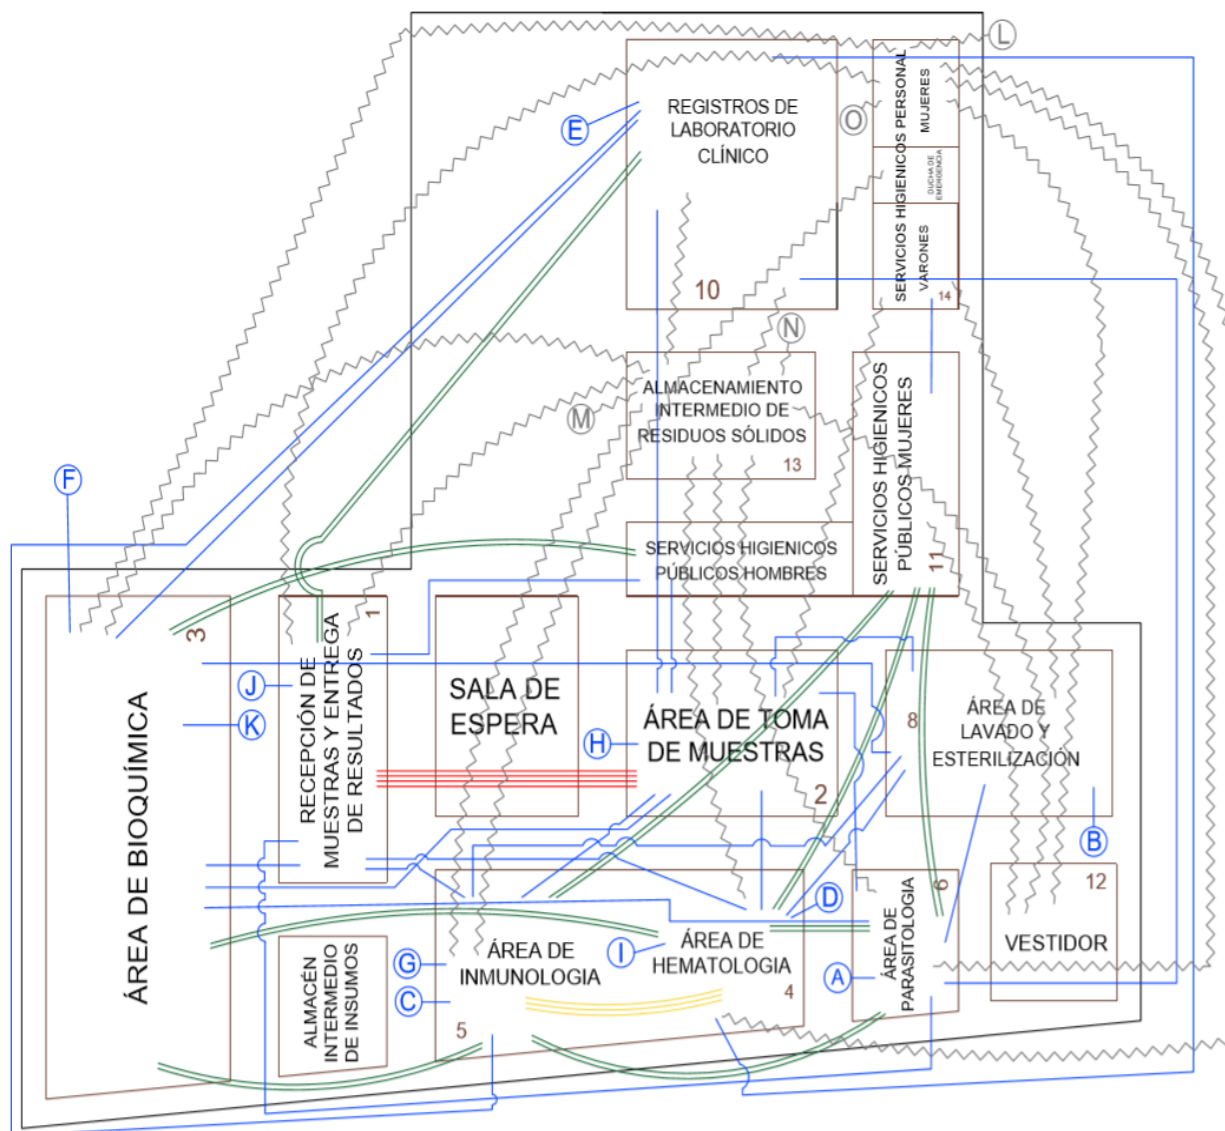 L
REGISTROS DE
LABORATORIO
CLÍNICO
10
E
O
SERVICIOS HIGIENICOS PERSONAL
MUJERES
DUCHA DE
EMERGENCIA
VARONES
14
N
ALMACENAMIENTO
INTERMEDIO DE
RESIDUOS SÓLIDOS
13
M
SERVICIOS HIGIENICOS
PÚBLICOS MUJERES
11
F
SERVICIOS HIGIENICOS
PÚBLICOS HOMBRES
3
ÁREA DE BIOQUÍMICA
1
RECEPCIÓN DE
MUESTRAS Y ENTREGA
DE RESULTADOS
J
K
SALA DE
ESPERA
H
ÁREA DE TOMA
DE MUESTRAS
2
8
ÁREA DE
LAVADO Y
ESTERILIZACIÓN
B
ALMACÉN
INTERMEDIO
DE INSUMOS
G
C
ÁREA DE
INMUNOLOGIA
5
I
D
ÁREA DE
HEMATOLOGIA
4
A
6
ÁREA DE
PARASITOLOGIA
12
VESTIDOR